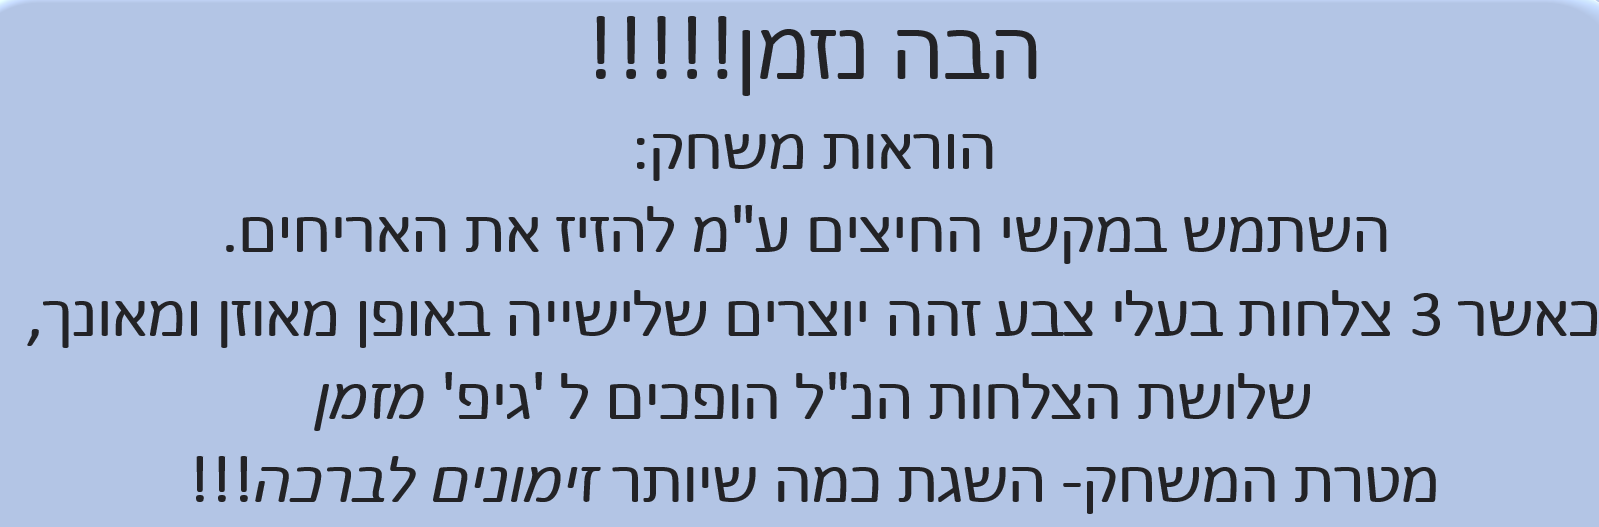 הבה נזמן!!!!!
הוראות משחק:
השתמש במקשי החיצים ע"מ להזיז את האריחים.
כאשר 3 צלחות בעלי צבע זהה יוצרים שלישייה באופן מאוזן ומאונך,
שלושת הצלחות הנ"ל הופכים ל 'גיפ' מזמן
מטרת המשחק- השגת כמה שיותר זימונים לברכה!!!